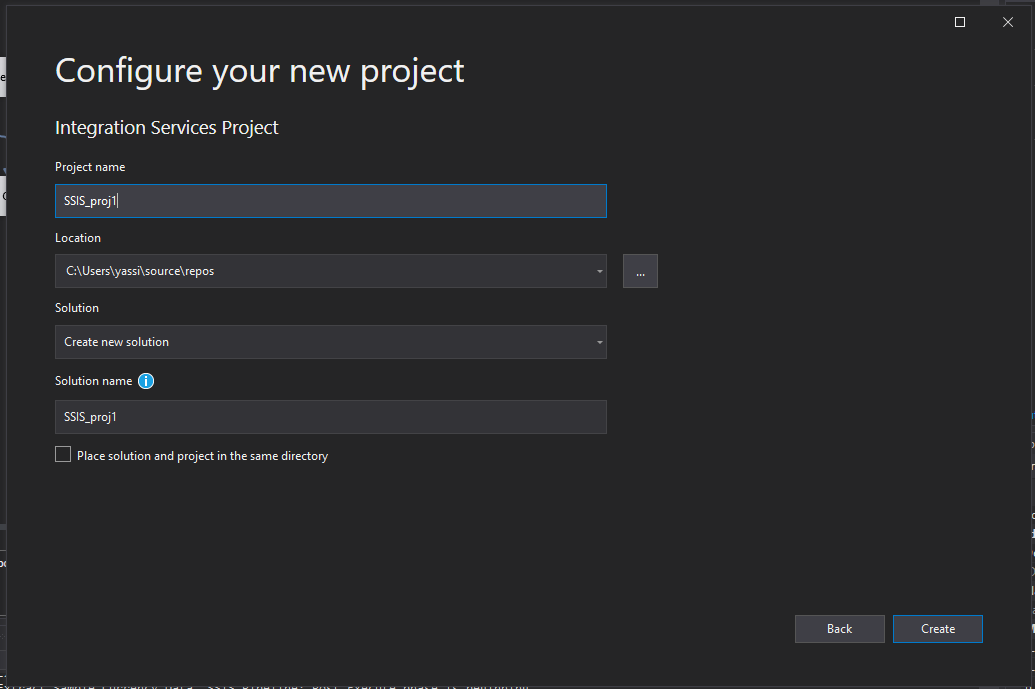 Configure your new project
Integration Services Project
Project name
SSIS_proj1
Location
C:\Users\yassi\source\repos
...
Solution
Create new solution
Solution name
SSIS_proj1
Place solution and project in the same directory
Back
Create